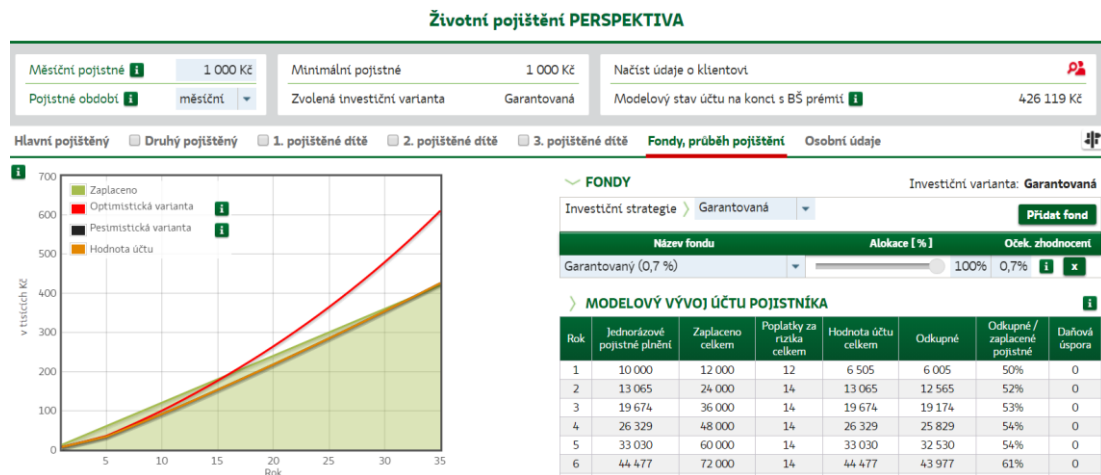 Životní pojištění PERSPEKTIVA
Měsíční pojistné i 1 000 Kč
Pojistné období i měsíční
Minimální pojistné 1 000 Kč
Zvolená investiční varianta Garantovaná
Načíst údaje o klientovi
Modelový stav účtu na konci s BŠ prémií i 426 119 Kč
Hlavní pojištěný Druhý pojištěný 1. pojištěné dítě 2. pojištěné dítě 3. pojištěné dítě Fondy, průběh pojištění Osobní údaje
i
Zaplaceno
Optimistická varianta i
Pesimistická varianta i
Hodnota účtu
v tisících Kč
700
600
500
400
300
200
100
0
5 10 15 20 25 30 35
Rok
FONDY Investiční varianta: Garantovaná
Investiční strategie Garantovaná Přidat fond
Název fondu Alokace [ % ] Oček. zhodnocení
Garantovaný (0,7 %) 100% 0,7% i x
MODELOVÝ VÝVOJ ÚČTU POJISTNÍKA i
Rok Jednorázové pojistné plnění Zaplaceno celkem Poplatky za rizika celkem Hodnota účtu celkem Odkupné Odkupné / zaplacené pojistné Daňová úspora
1 10 000 12 000 12 6 505 6 005 50% 0
2 13 065 24 000 14 13 065 12 565 52% 0
3 19 674 36 000 14 19 674 19 174 53% 0
4 26 329 48 000 14 26 329 25 829 54% 0
5 33 030 60 000 14 33 030 32 530 54% 0
6 44 477 72 000 14 44 477 43 977 61% 0